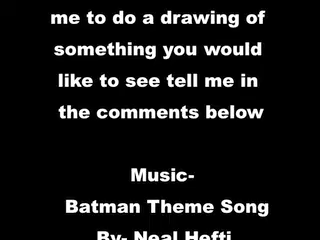 me to do a drawing of
something you would
like to see tell me in
the comments below
Music-
Batman Theme Song
By- Neal Hefti